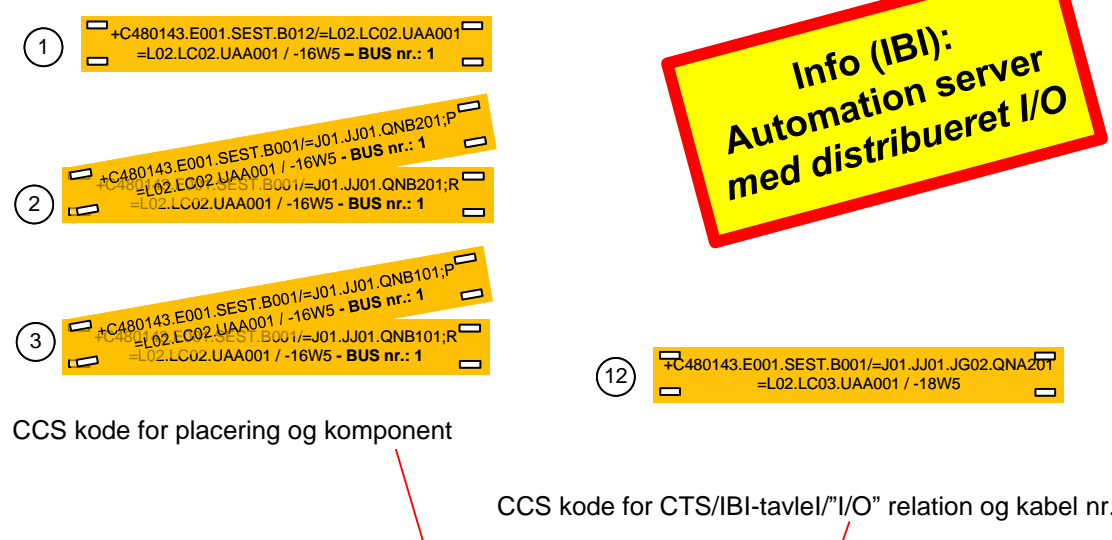 1
+C480143.E001.SEST.B012/=L02.LC02.UAA001
=L02.LC02.UAA001 / -16W5 – BUS nr.: 1
Info (IBI):
Automation server
med distribueret I/O
2
+C480143.E001.SEST.B001/=J01.JJ01.QNB201;P
=L02.LC02.UAA001 / -16W5 - BUS nr.: 1
+C480143.E001.SEST.B001/=J01.JJ01.QNB201;R
=L02.LC02.UAA001 / -16W5 - BUS nr.: 1
3
+C480143.E001.SEST.B001/=J01.JJ01.QNB101;P
=L02.LC02.UAA001 / -16W5 - BUS nr.: 1
+C480143.E001.SEST.B001/=J01.JJ01.QNB101;R
=L02.LC02.UAA001 / -16W5 - BUS nr.: 1
12
+C480143.E001.SEST.B001/=J01.JJ01.JG02.QNA201
=L02.LC03.UAA001 / -18W5
CCS kode for placering og komponent
CCS kode for CTS/IBI-tavleI/”I/O” relation og kabel nr.